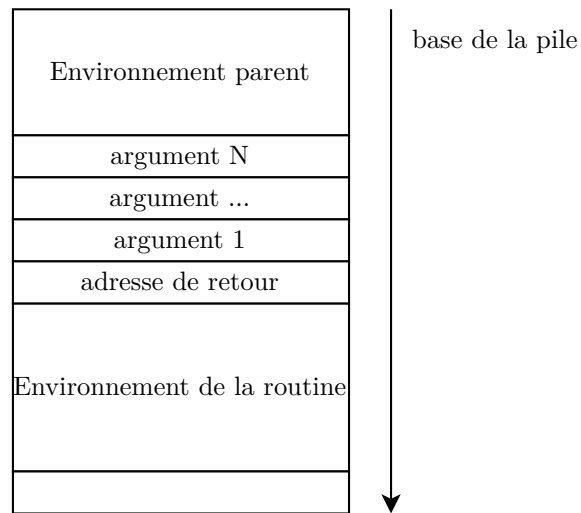 base de la pile
Environnement parent
argument N
argument ...
argument 1
adresse de retour
Environnement de la routine